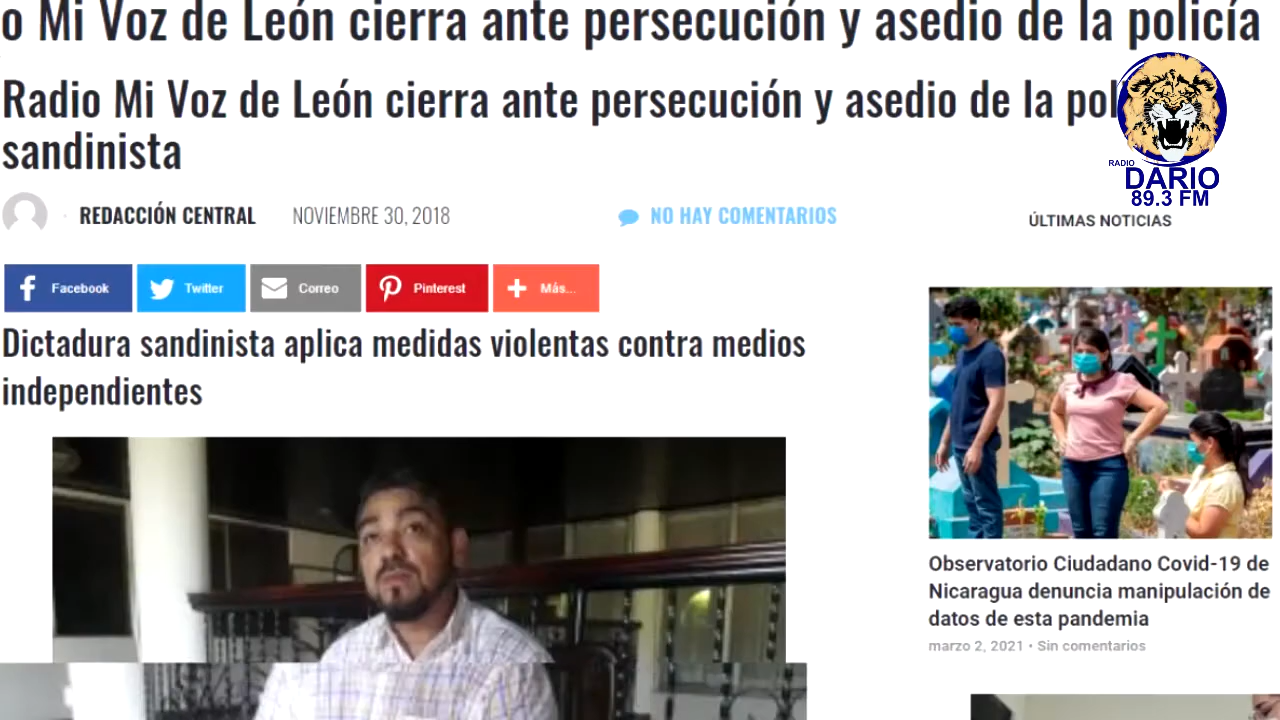 o Mi Voz de León cierra ante persecución y asedio de la policía
Radio Mi Voz de León cierra ante persecución y asedio de la pol
sandinista
REDACCIÓN CENTRAL
NOVIEMBRE 30, 2018
NO HAY COMENTARIOS
RADIO
DARIO
89.3 FM
ÚLTIMAS NOTICIAS
Facebook
Twitter
Correo
Pinterest
Más...
Dictadura sandinista aplica medidas violentas contra medios
independientes
Observatorio Ciudadano Covid-19 de
Nicaragua denuncia manipulación de
datos de esta pandemia
marzo 2, 2021 • Sin comentarios